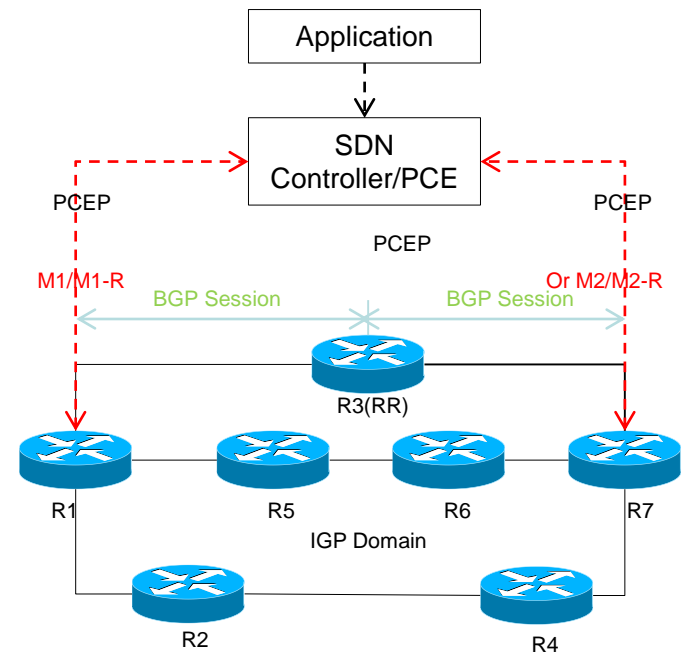 Application
SDN
Controller/PCE
PCEP
PCEP
PCEP
M1/M1-R
Or M2/M2-R
BGP Session
BGP Session
R3(RR)
R1
R5
R6
R7
IGP Domain
R2
R4